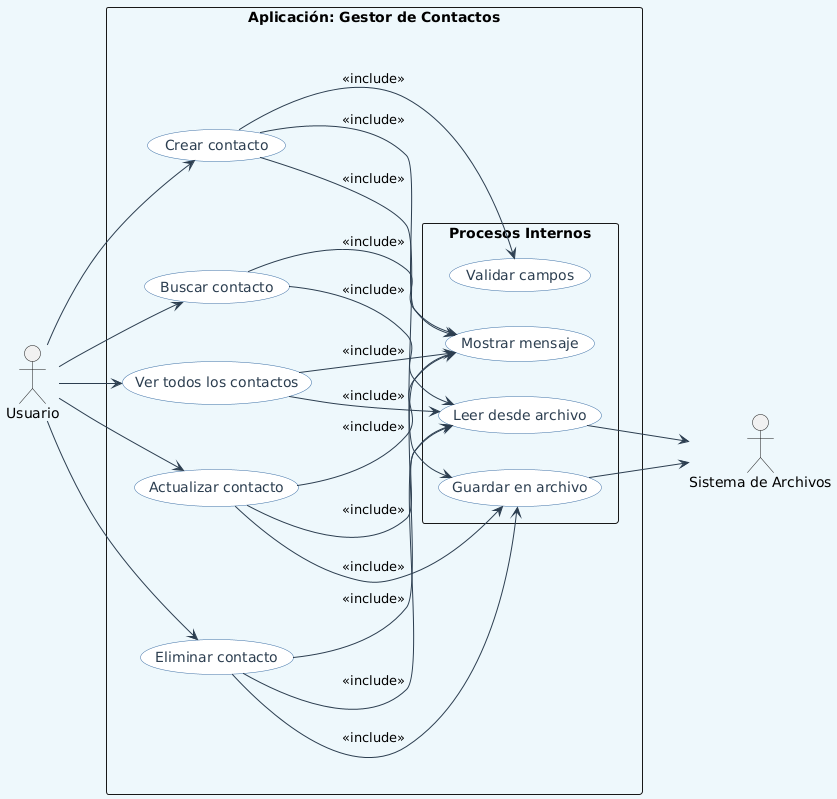 Aplicación: Gestor de Contactos
«include»
«include»
Crear contacto
«include»
Procesos Internos
«include»
Validar campos
Buscar contacto
«include»
Mostrar mensaje
«include»
Ver todos los contactos
«include»
Usuario
Leer desde archivo
«include»
Sistema de Archivos
Actualizar contacto
Guardar en archivo
«include»
«include»
«include»
Eliminar contacto
«include»
«include»